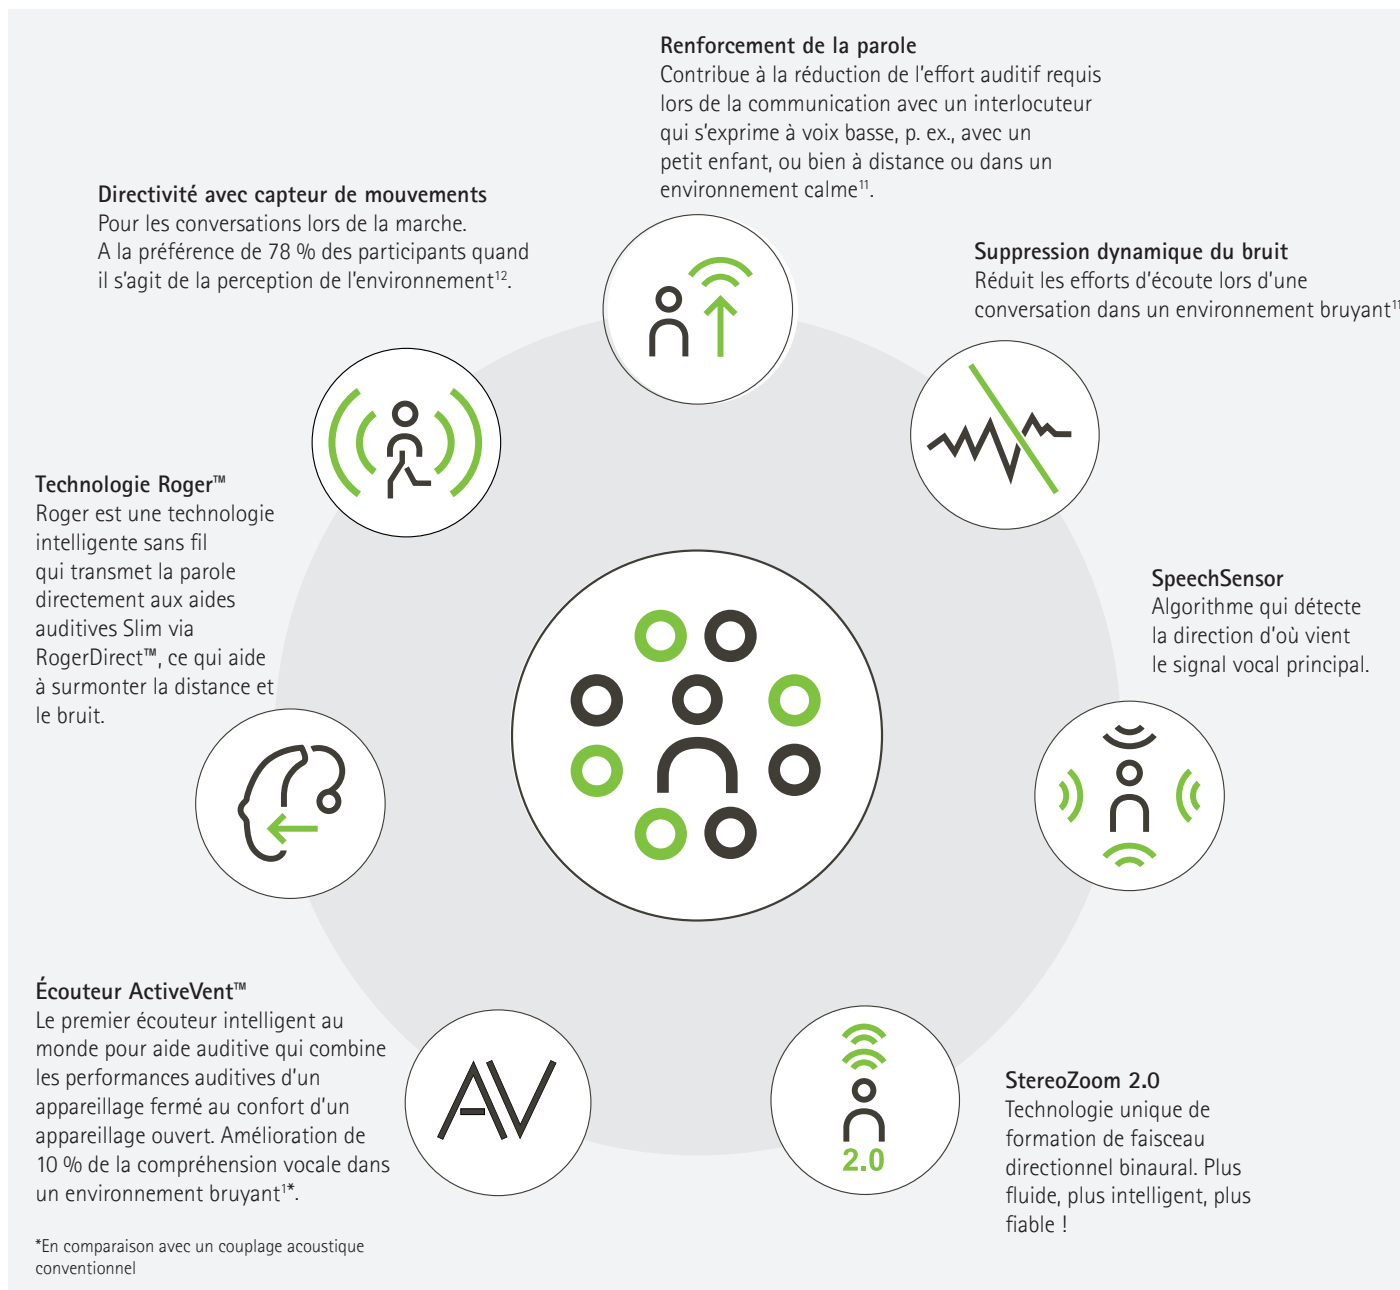 Renforcement de la parole
Contribue à la réduction de l'effort auditif requis
lors de la communication avec un interlocuteur
qui s'exprime à voix basse, p. ex., avec un
petit enfant, ou bien à distance ou dans un
environnement calme¹¹.
Directivité avec capteur de mouvements
Pour les conversations lors de la marche.
A la préférence de 78 % des participants quand
il s'agit de la perception de l'environnement¹².
Suppression dynamique du bruit
Réduit les efforts d'écoute lors d'une
conversation dans un environnement bruyant¹¹
Technologie Roger™
Roger est une technologie
intelligente sans fil
qui transmet la parole
directement aux aides
auditives Slim via
RogerDirect™, ce qui aide
à surmonter la distance et
le bruit.
SpeechSensor
Algorithme qui détecte
la direction d'où vient
le signal vocal principal.
Écouteur ActiveVent™
Le premier écouteur intelligent au
monde pour aide auditive qui combine
les performances auditives d'un
appareillage fermé au confort d'un
appareillage ouvert. Amélioration de
10 % de la compréhension vocale dans
un environnement bruyant¹*.
*En comparaison avec un couplage acoustique
conventionnel
AV
2.0
StereoZoom 2.0
Technologie unique de
formation de faisceau
directionnel binaural. Plus
fluide, plus intelligent, plus
fiable !